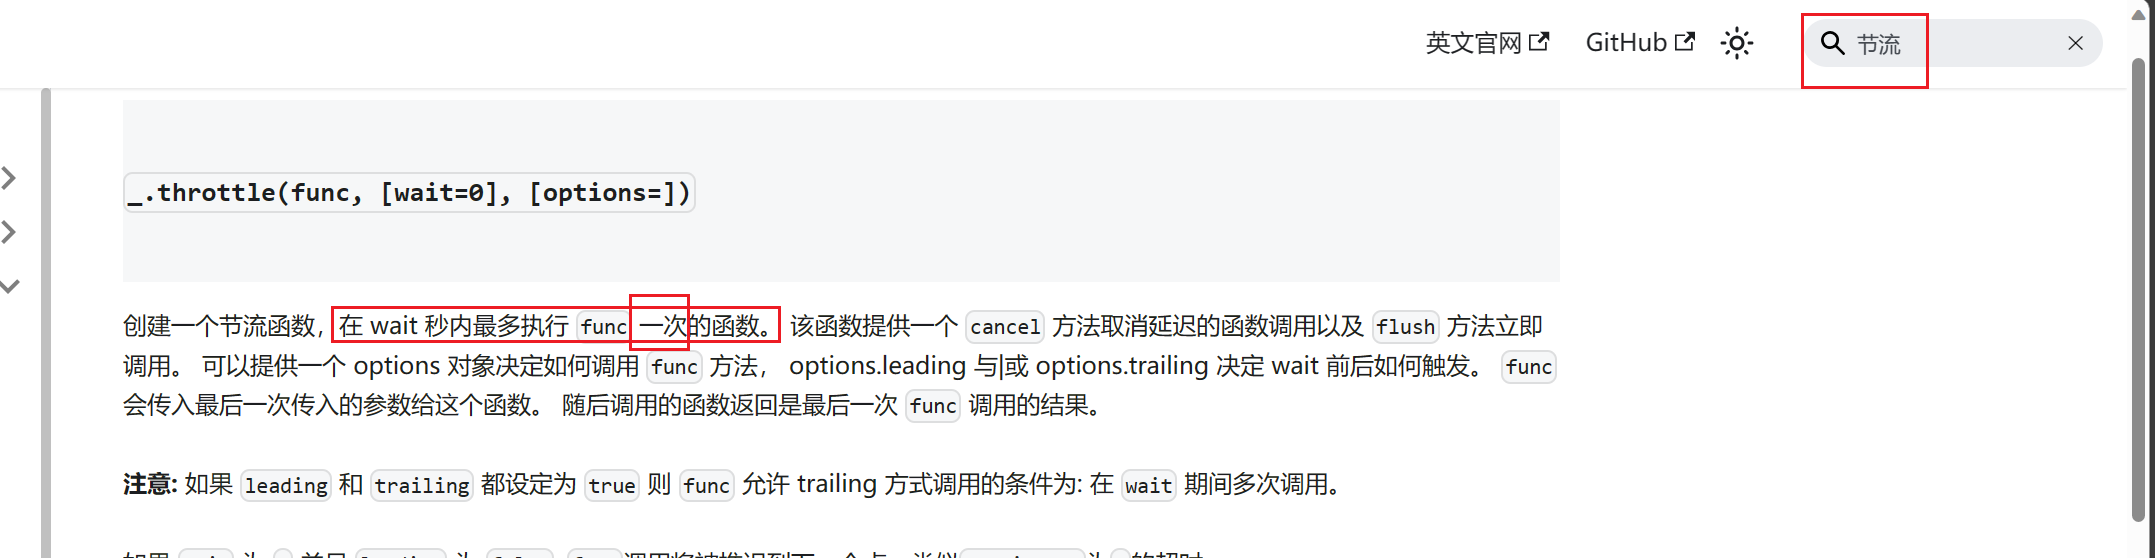 英文官网 GitHub 节流
_.throttle(func, [wait=0], [options=])
创建一个节流函数，在 wait 秒内最多执行 func 一次的函数。 该函数提供一个 cancel 方法取消延迟的函数调用以及 flush 方法立即
调用。 可以提供一个 options 对象决定如何调用 func 方法， options.leading 与|或 options.trailing 决定 wait 前后如何触发。 func
会传入最后一次传入的参数给这个函数。 随后调用的函数返回是最后一次 func 调用的结果。
注意: 如果 leading 和 trailing 都设定为 true 则 func 允许 trailing 方式调用的条件为: 在 wait 期间多次调用。